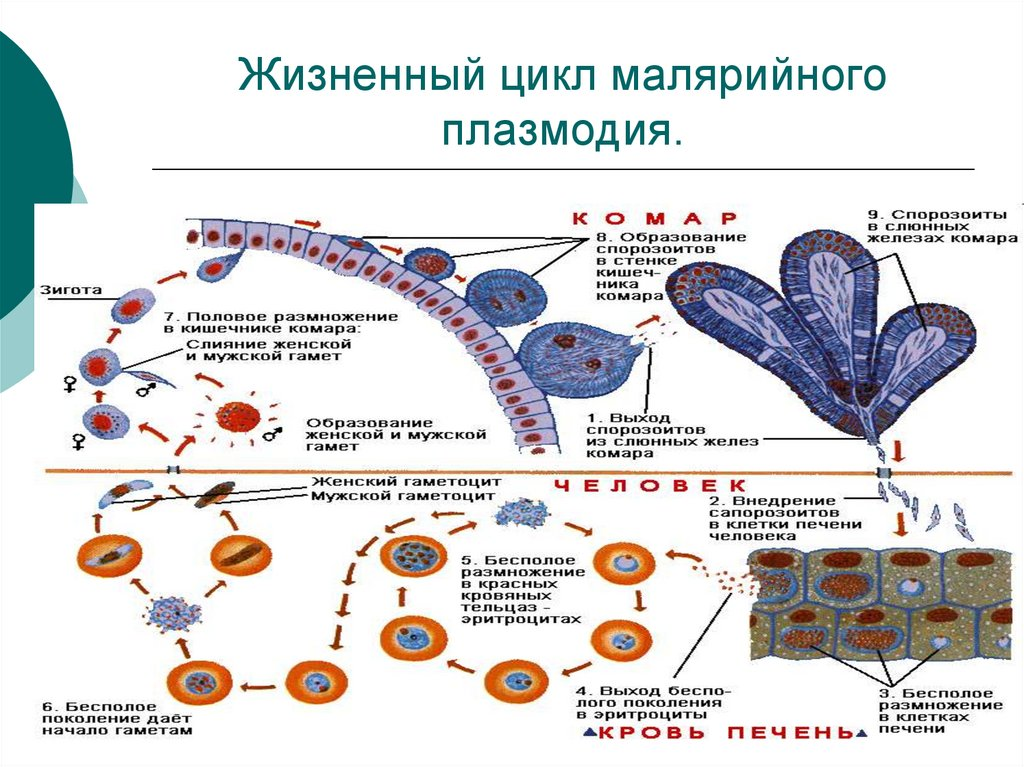 Жизненный цикл малярийного
плазмодия.
К О М А Р
9. Спорозоиты
в слюнных
железах комара
8. Образование
спорозоитов
в стенке
кишеч-
ника
комара
Зигота
7. Половое размножение
в кишечнике комара:
Слияние женской
и мужской гамет
♀
♂
♀
♂
Образование
женской и мужской
гамет
1. Выход
спорозоитов
из слюнных желез
комара
Женский гаметоцит
Мужской гаметоцит
Ч Е Л О В Е К
2. Внедрение
сапорозоитов
в клетки печени
человека
5. Бесполое
размножение
в красных
кровяных
тельцаз -
эритроцитах
6. Бесполое
поколение даёт
начало гаметам
4. Выход беспо-
лого поколения
в эритроциты
3. Бесполое
размножение
в клетках
печени
КРОВЬ ПЕЧЕНЬ